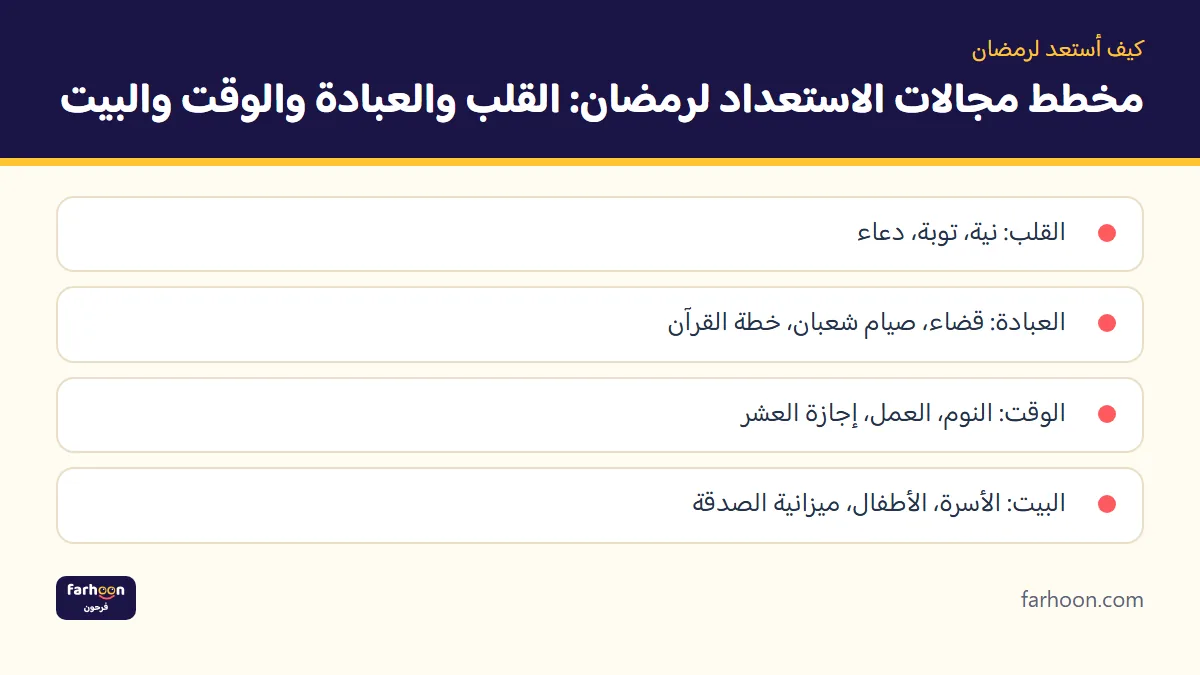 كيف أستعد لرمضان
مخطط مجالات الاستعداد لرمضان: القلب والعبادة والوقت والبيت
القلب: نية، توبة، دعاء
العبادة: قضاء، صيام شعبان، خطة القرآن
الوقت: النوم، العمل، إجازة العشر
البيت: الأسرة، الأطفال، ميزانية الصدقة
farhoon.com
farhoon
فرحون